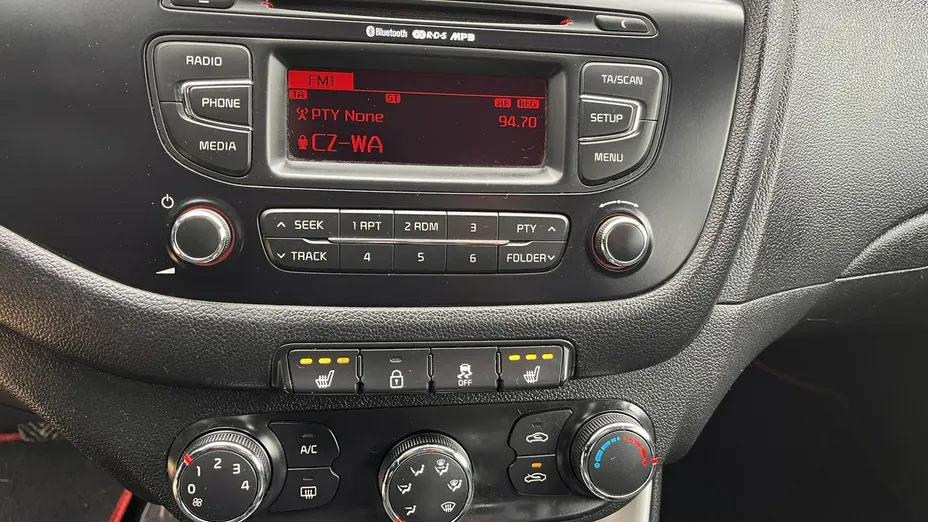 Bluetooth R·D·S MP3
RADIO
PHONE
MEDIA
FM1
TA ST AF REG
PTY None 94.70
CZ-WA
TA/SCAN
SETUP
MENU
SEEK 1 RPT 2 RDM 3 PTY
TRACK 4 5 6 FOLDER
OFF
A/C
0 1 2 3 4